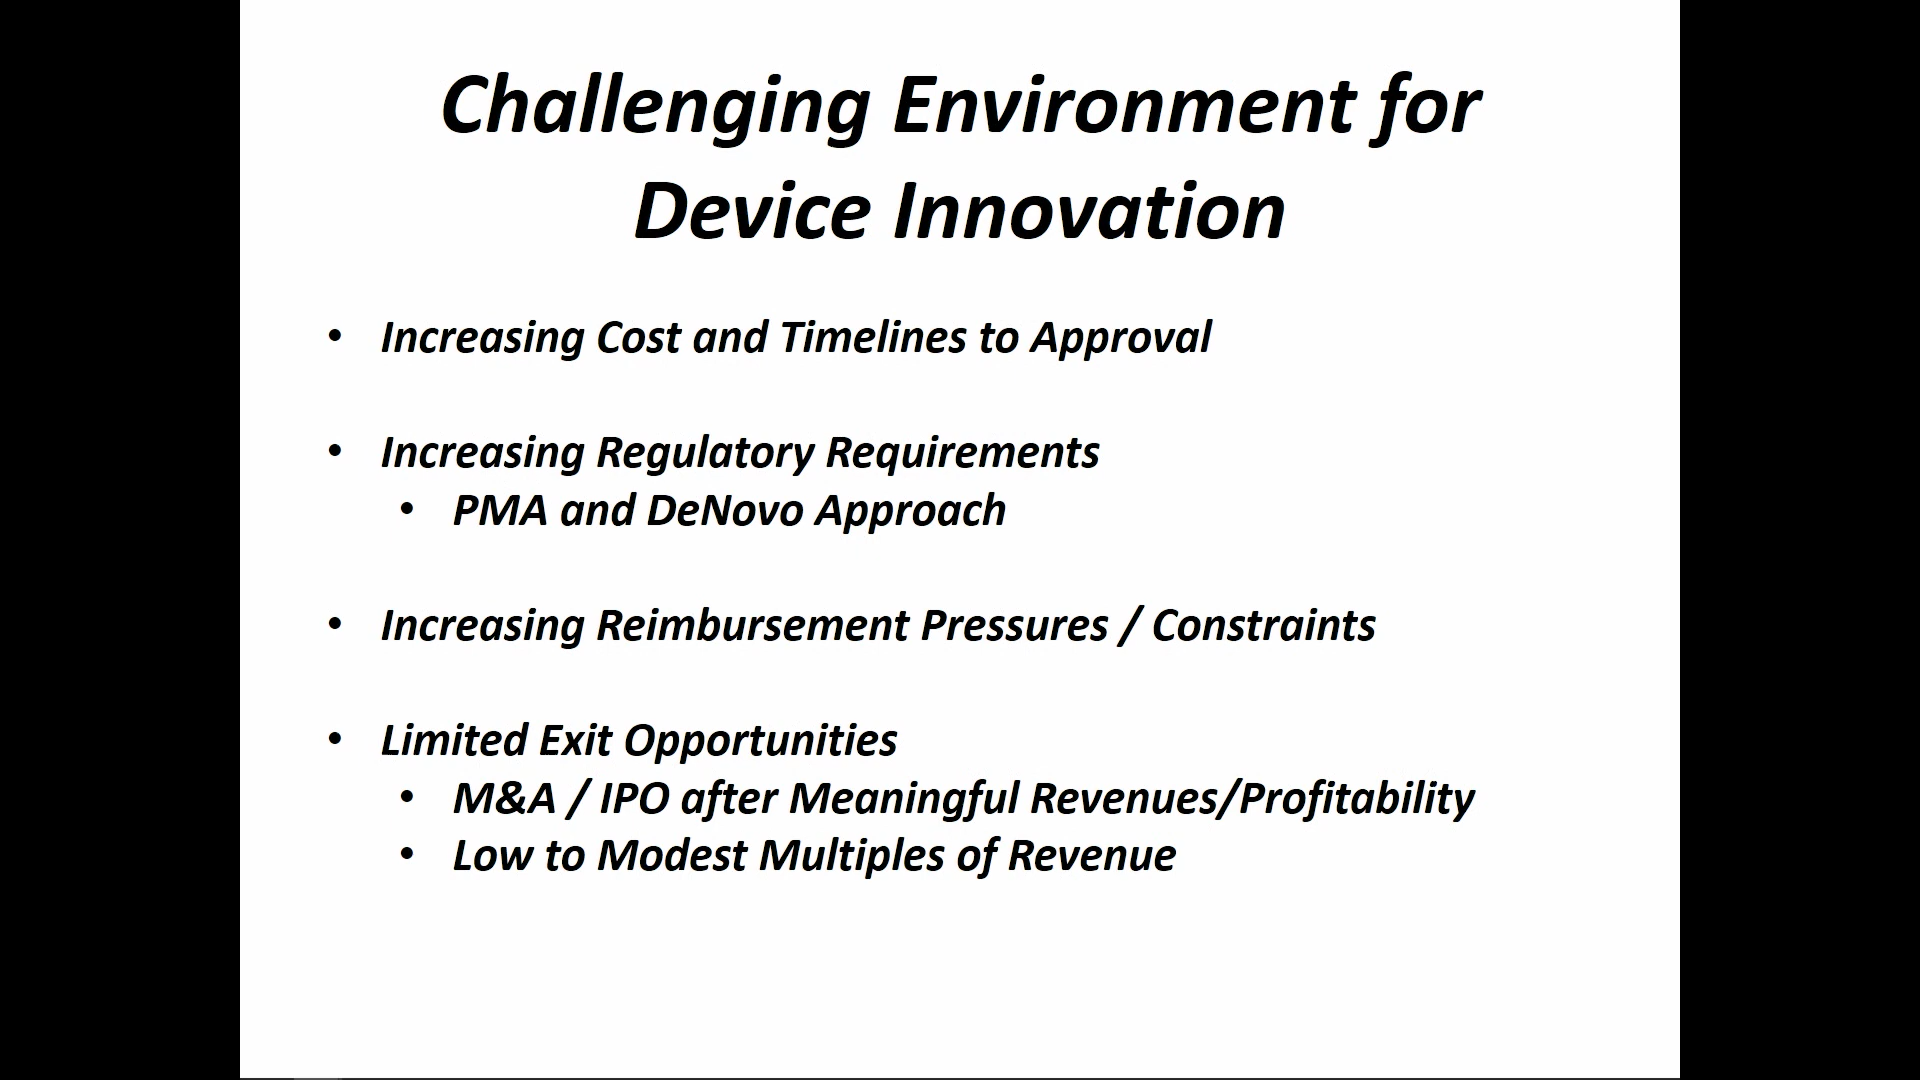 Challenging Environment for
Device Innovation
• Increasing Cost and Timelines to Approval
• Increasing Regulatory Requirements
• PMA and DeNovo Approach
• Increasing Reimbursement Pressures / Constraints
• Limited Exit Opportunities
• M&A / IPO after Meaningful Revenues/Profitability
• Low to Modest Multiples of Revenue